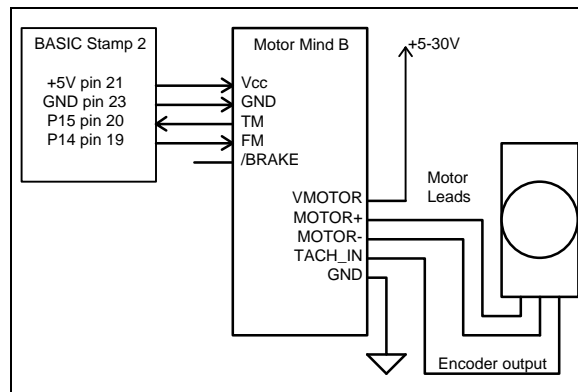 BASIC Stamp 2
+5V pin 21
GND pin 23
P15 pin 20
P14 pin 19
Motor Mind B
Vcc
GND
TM
FM
/BRAKE
VMOTOR
MOTOR+
MOTOR-
TACH_IN
GND
+5-30V
Motor
Leads
Encoder output